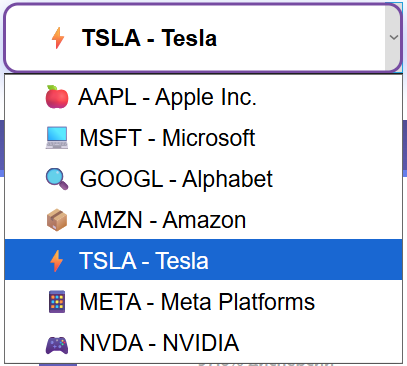 TSLA - Tesla
AAPL - Apple Inc.
MSFT - Microsoft
GOOGL - Alphabet
AMZN - Amazon
TSLA - Tesla
META - Meta Platforms
NVDA - NVIDIA